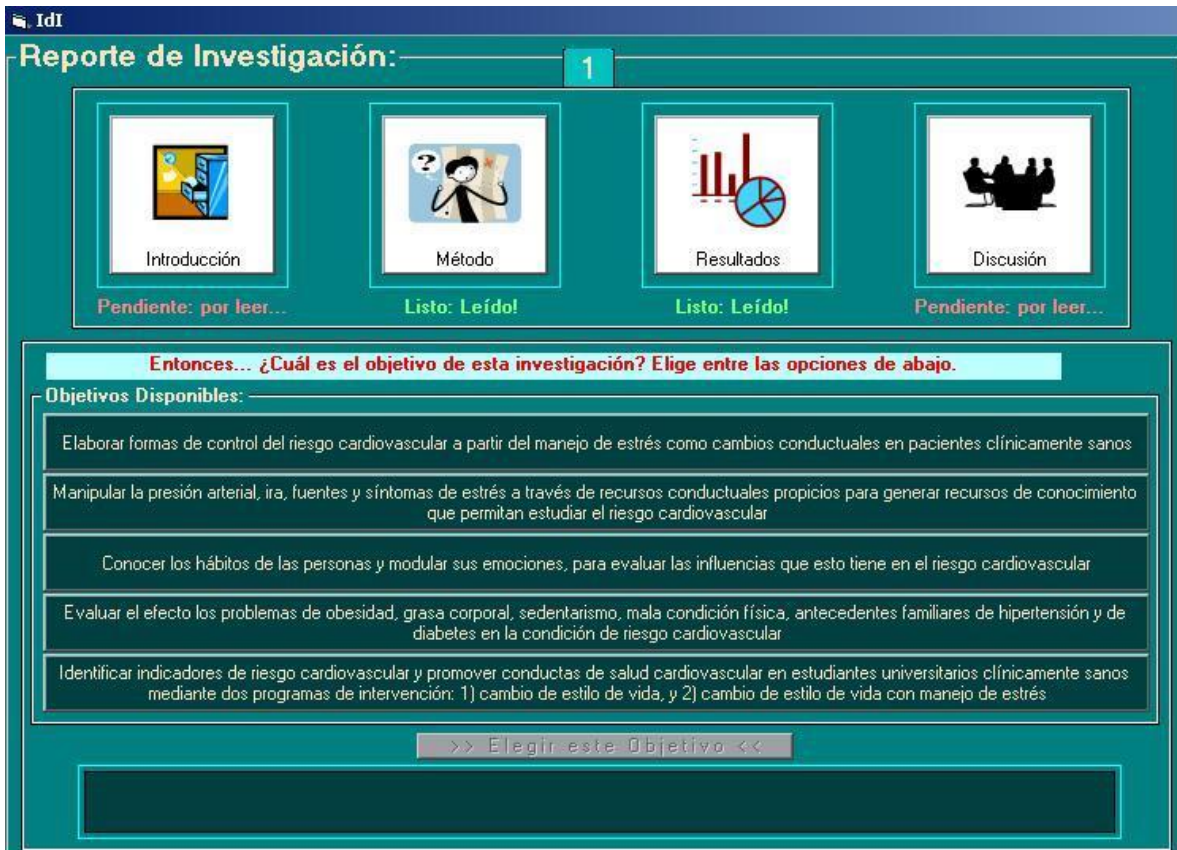 IdI
Reporte de Investigación:
1
?
Introducción
Método
Resultados
Discusión
Pendiente: por leer...
Listo: Leído!
Listo: Leído!
Pendiente: por leer...
Entonces... ¿Cuál es el objetivo de esta investigación? Elige entre las opciones de abajo.
Objetivos Disponibles:
Elaborar formas de control del riesgo cardiovascular a partir del manejo de estrés como cambios conductuales en pacientes clínicamente sanos
Manipular la presión arterial, ira, fuentes y síntomas de estrés a través de recursos conductuales propicios para generar recursos de conocimiento
que permitan estudiar el riesgo cardiovascular
Conocer los hábitos de las personas y modular sus emociones, para evaluar las influencias que esto tiene en el riesgo cardiovascular
Evaluar el efecto los problemas de obesidad, grasa corporal, sedentarismo, mala condición física, antecedentes familiares de hipertensión y de
diabetes en la condición de riesgo cardiovascular
Identificar indicadores de riesgo cardiovascular y promover conductas de salud cardiovascular en estudiantes universitarios clínicamente sanos
mediante dos programas de intervención: 1) cambio de estilo de vida, y 2) cambio de estilo de vida con manejo de estrés
>> Elegir este Objetivo <<